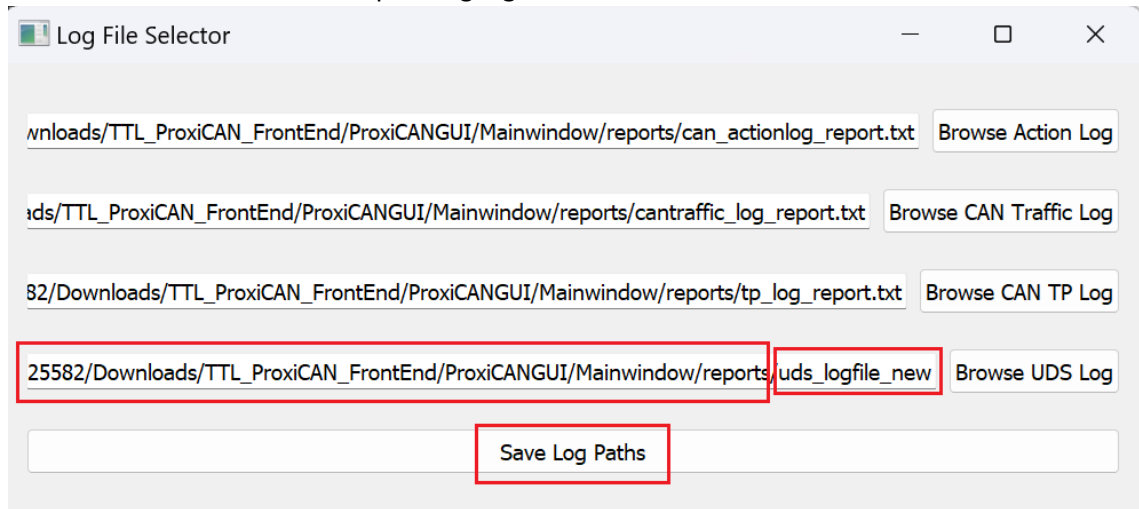 Log File Selector
wnloads/TTL_ProxiCAN_FrontEnd/ProxiCANGUI/Mainwindow/reports/can_actionlog_report.txt Browse Action Log
ads/TTL_ProxiCAN_FrontEnd/ProxiCANGUI/Mainwindow/reports/cantraffic_log_report.txt Browse CAN Traffic Log
82/Downloads/TTL_ProxiCAN_FrontEnd/ProxiCANGUI/Mainwindow/reports/tp_log_report.txt Browse CAN TP Log
25582/Downloads/TTL_ProxiCAN_FrontEnd/ProxiCANGUI/Mainwindow/reports/uds_logfile_new Browse UDS Log
Save Log Paths